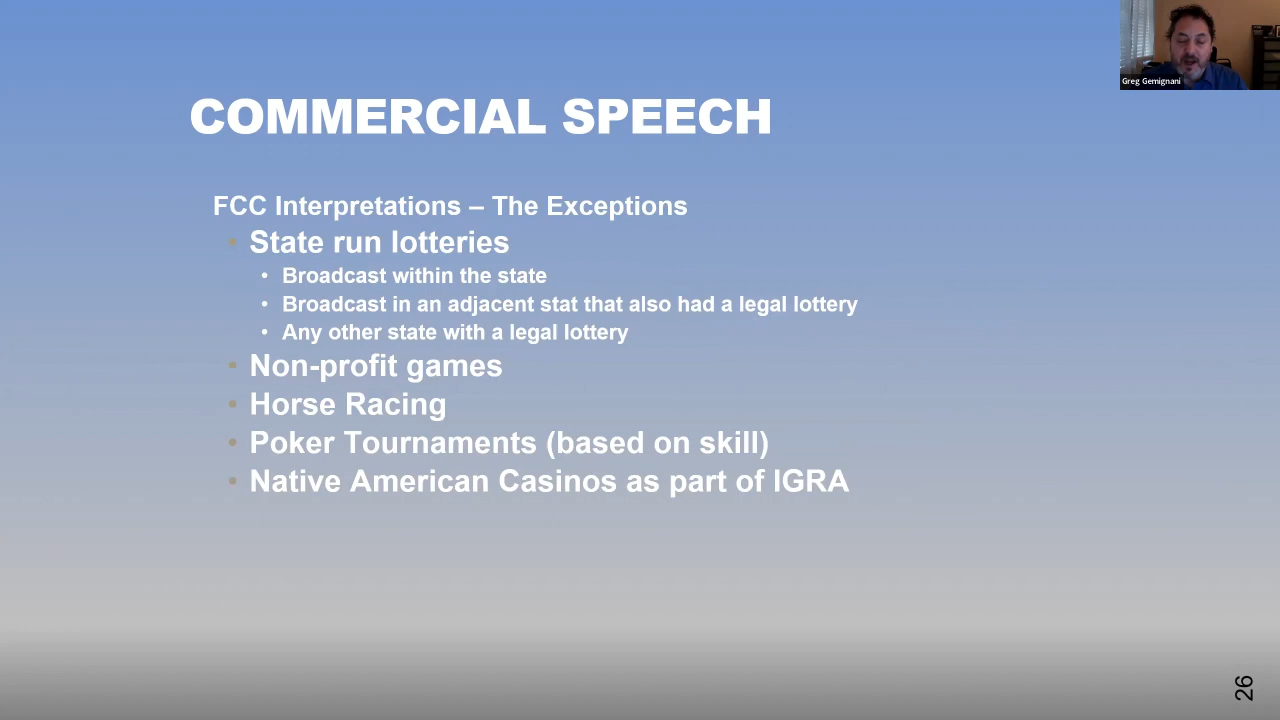 Greg Gemignani
COMMERCIAL SPEECH
FCC Interpretations – The Exceptions
• State run lotteries
• Broadcast within the state
• Broadcast in an adjacent stat that also had a legal lottery
• Any other state with a legal lottery
• Non-profit games
• Horse Racing
• Poker Tournaments (based on skill)
• Native American Casinos as part of IGRA
26